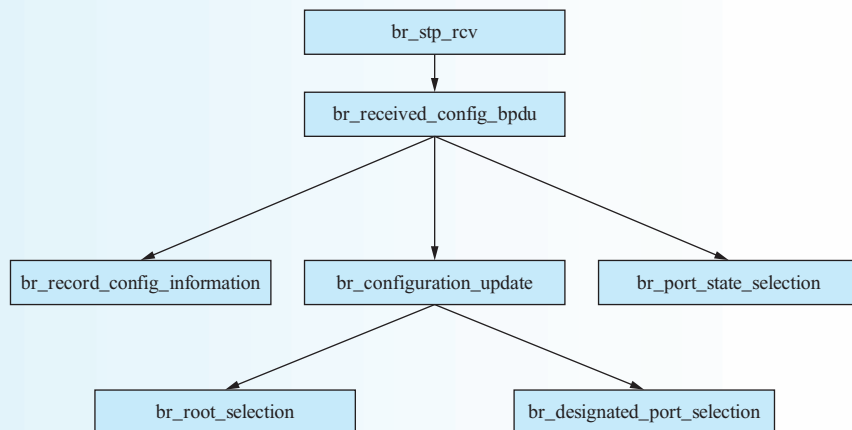 br_stp_rcv
br_received_config_bpdu
br_record_config_information
br_configuration_update
br_port_state_selection
br_root_selection
br_designated_port_selection